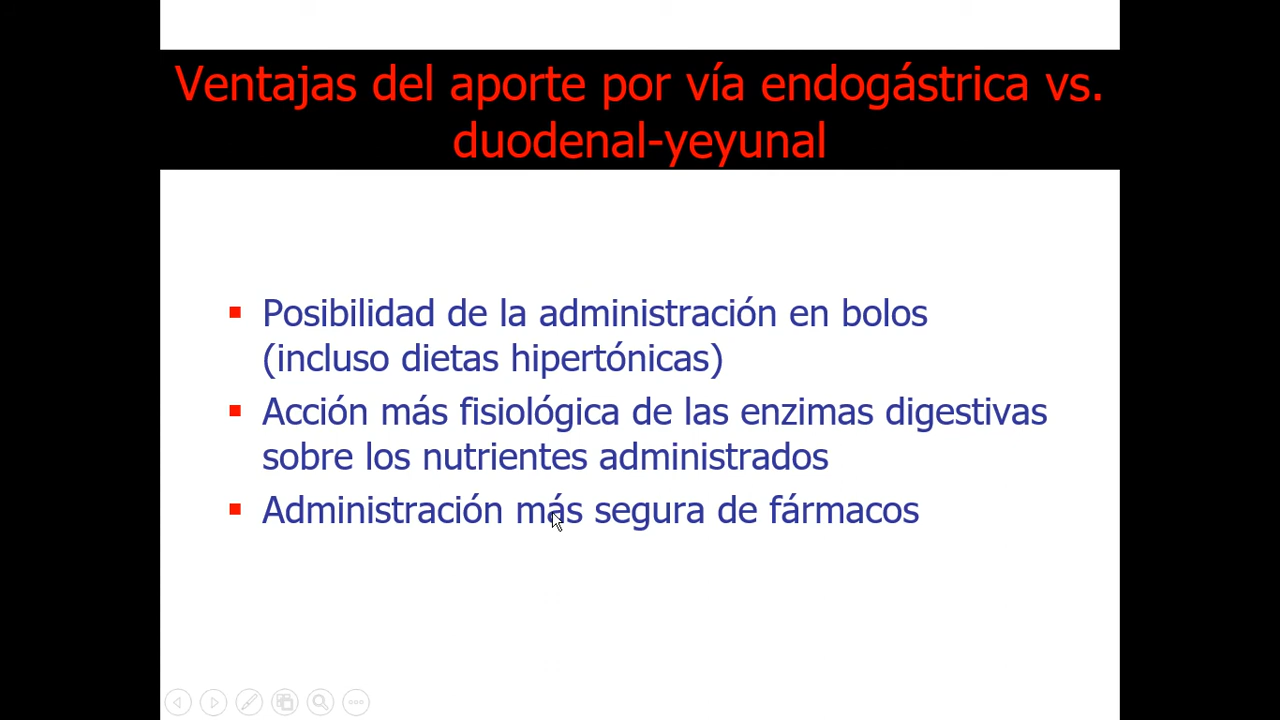 Ventajas del aporte por vía endogástrica vs.
duodenal-yeyunal
Posibilidad de la administración en bolos
(incluso dietas hipertónicas)
Acción más fisiológica de las enzimas digestivas
sobre los nutrientes administrados
Administración más segura de fármacos